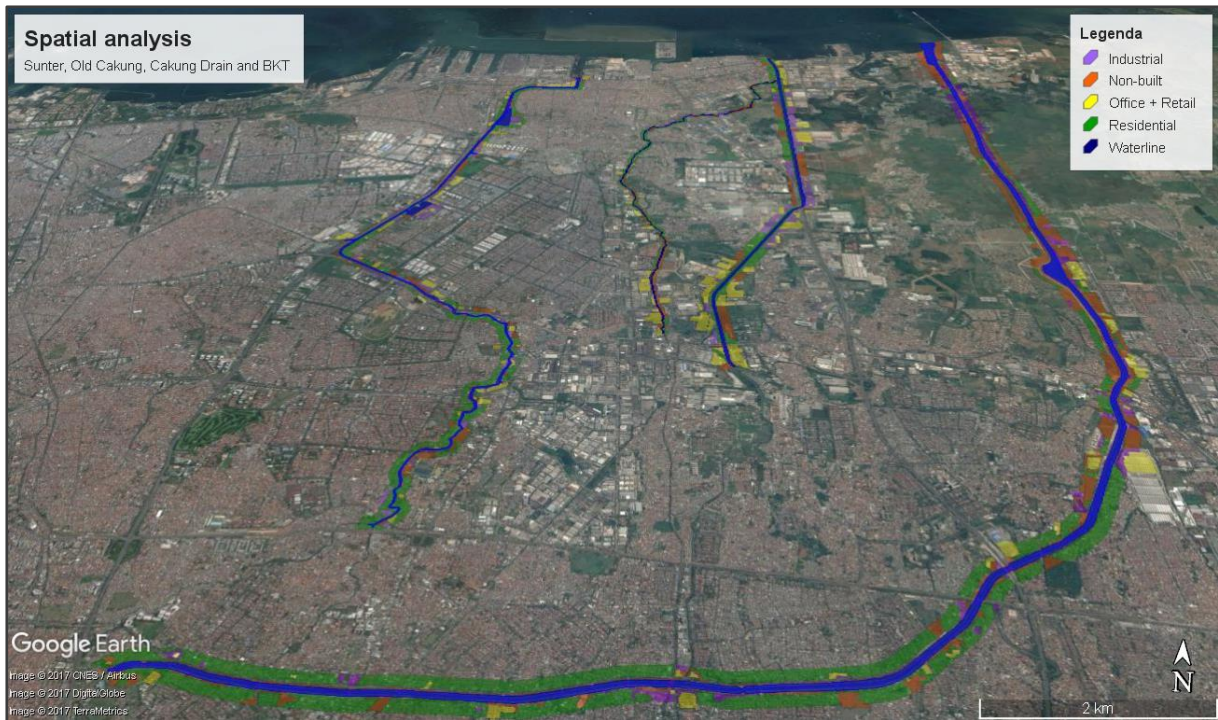 Spatial analysis
Sunter, Old Cakung, Cakung Drain and BKT
Legenda
Industrial
Non-built
Office + Retail
Residential
Waterline
Google Earth
Image © 2017 CNES / Airbus
Image © 2017 DigitalGlobe
Image © 2017 TerraMetrics
N
2 km